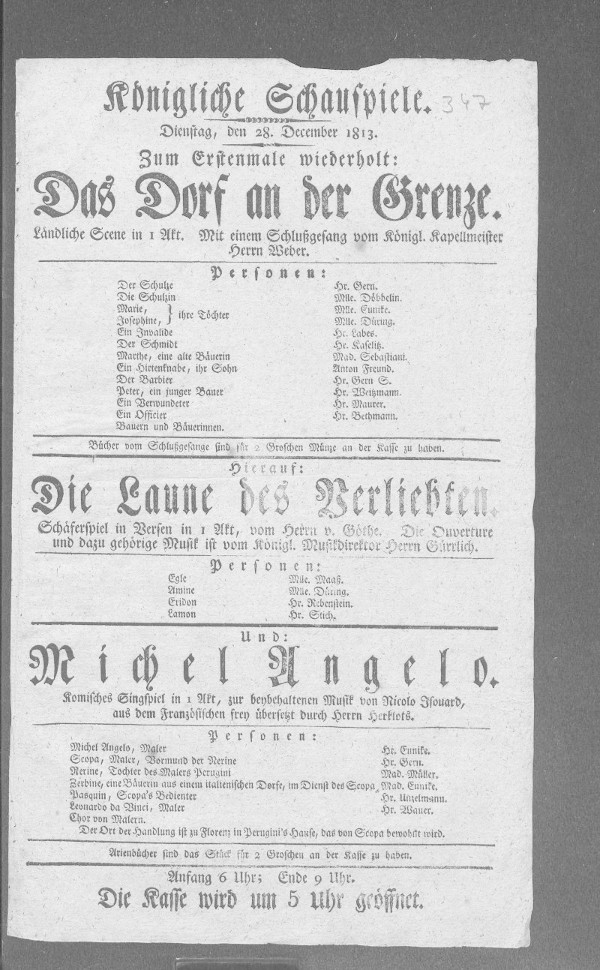 Königliche Schauspiele. 347
Dienstag, den 28. December 1813.
Zum Erstenmale wiederholt:
Das Dorf an der Grenze.
Ländliche Scene in 1 Akt. Mit einem Schlußgesang vom Königl. Kapellmeister
Herrn Weber.
Personen:
Der Schulze Hr. Gern.
Die Schulzin Mlle. Döbbelin.
Marie, Mlle. Eunike.
Josephine, } ihre Töchter Mlle. Düring.
Ein Invalide Hr. Labes.
Der Schmidt Hr. Kaselitz.
Marthe, eine alte Bäuerin Mad. Sebastiani.
Ein Hirtenknabe, ihr Sohn Anton Freund.
Der Barbier Hr. Gern S.
Peter, ein junger Bauer Hr. Weitzmann.
Ein Verwundeter Hr. Maurer.
Ein Officier Hr. Bethmann.
Bauern und Bäuerinnen.
Bücher vom Schlußgesange sind für 2 Groschen Münze an der Kasse zu haben.
Hierauf:
Die Laune des Verliebten.
Schäferspiel in Versen in 1 Akt, vom Herrn v. Göthe. Die Ouverture
und dazu gehörige Musik ist vom Königl. Musikdirektor Herrn Gürrlich.
Personen:
Egle Mlle. Maaß.
Amine Mlle. Düring.
Eridon Hr. Rebenstein.
Lamon Hr. Stich.
Und:
Michel Angelo.
Komisches Singspiel in 1 Akt, zur beybehaltenen Musik von Nicolo Isouard,
aus dem Französischen frey übersetzt durch Herrn Herklots.
Personen:
Michel Angelo, Maler Hr. Eunike.
Scopa, Maler, Vormund der Nerine Hr. Gern.
Nerine, Tochter des Malers Perugini Mad. Müller.
Zerbine, eine Bäuerin aus einem italienischen Dorfe, im Dienst des Scopa Mad. Eunike.
Pasquin, Scopa's Bedienter Hr. Unzelmann.
Leonardo da Vinci, Maler Hr. Wauer.
Chor von Malern.
Der Ort der Handlung ist zu Florenz in Perugini's Hause, das von Scopa bewohnt wird.
Arienbücher sind das Stück für 2 Groschen an der Kasse zu haben.
Anfang 6 Uhr; Ende 9 Uhr.
Die Kasse wird um 5 Uhr geöffnet.